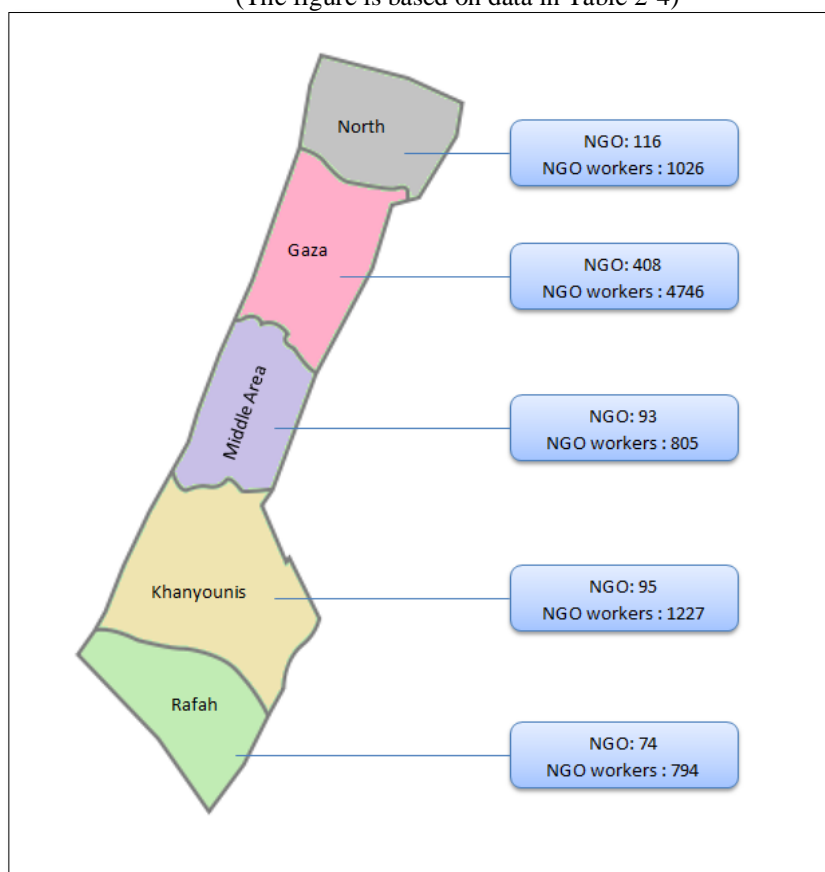 (The figure is based on data in Table 2-4)
North
NGO: 116
NGO workers : 1026
Gaza
NGO: 408
NGO workers : 4746
Middle Area
NGO: 93
NGO workers : 805
Khanyounis
NGO: 95
NGO workers : 1227
Rafah
NGO: 74
NGO workers : 794